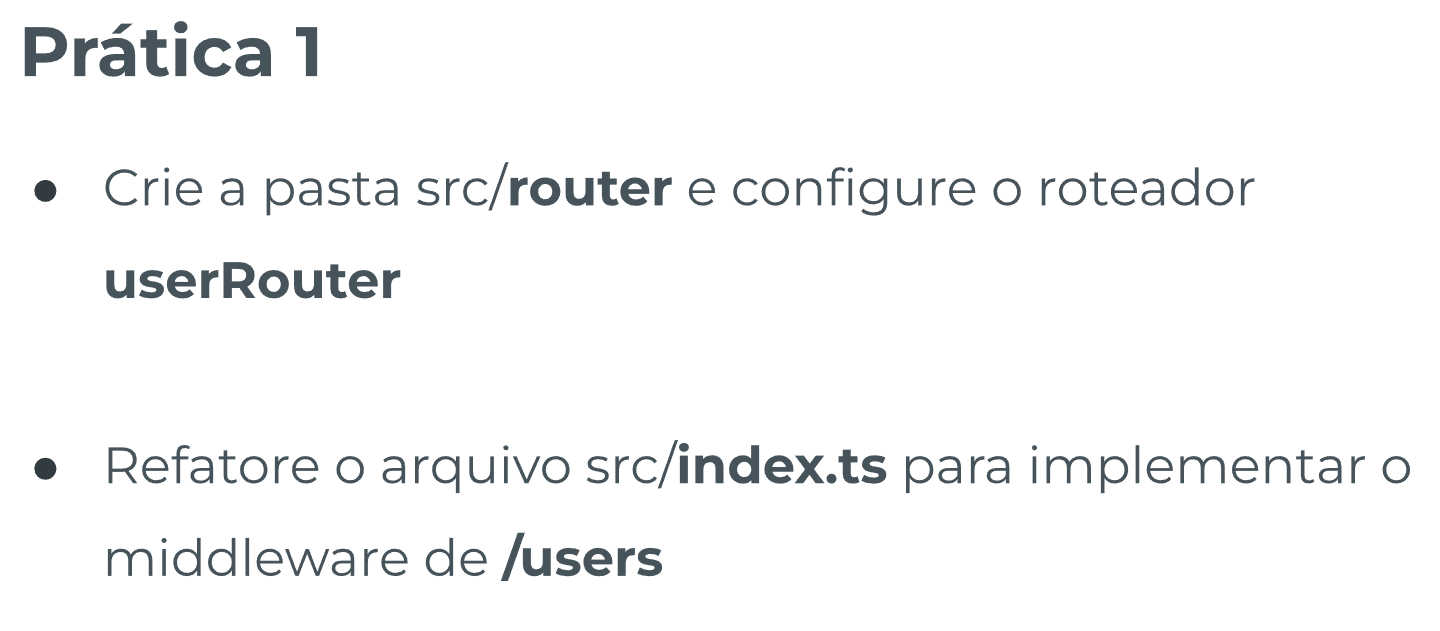 Prática 1
● Crie a pasta src/router e configure o roteador
userRouter
● Refatore o arquivo src/index.ts para implementar o
middleware de /users